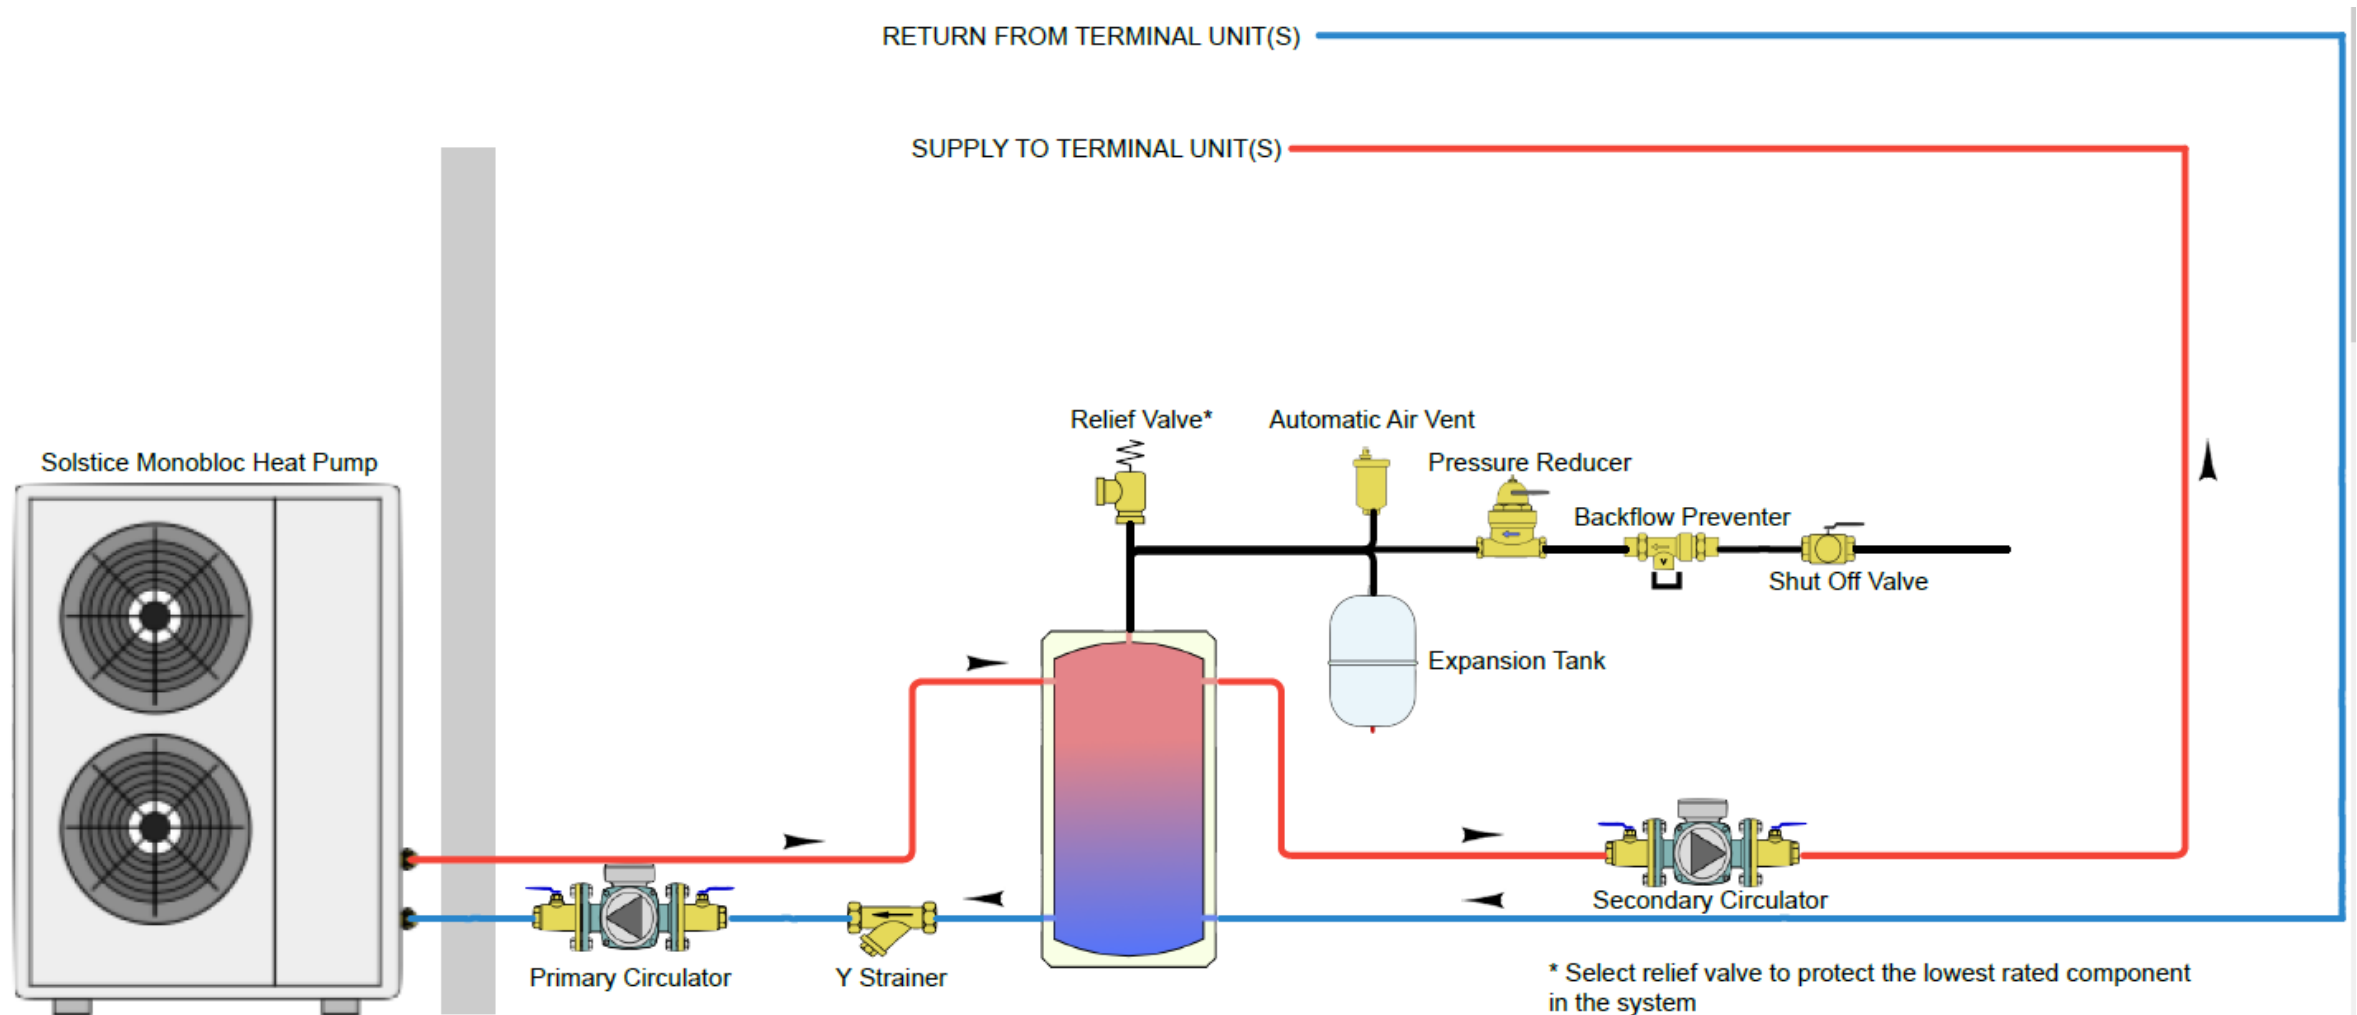 RETURN FROM TERMINAL UNIT(S)
SUPPLY TO TERMINAL UNIT(S)
Relief Valve*
Automatic Air Vent
Solstice Monobloc Heat Pump
Pressure Reducer
Backflow Preventer
Shut Off Valve
Expansion Tank
Secondary Circulator
Primary Circulator
Y Strainer
* Select relief valve to protect the lowest rated component
in the system